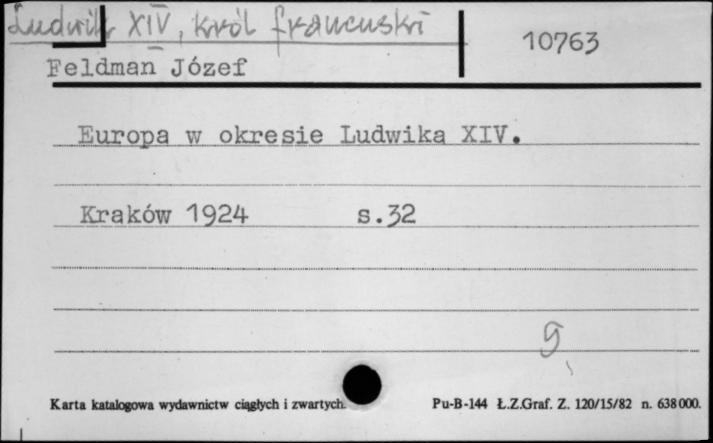 Ludwik XIV, król francuski
10763
Feldman Józef
Europa w okresie Ludwika XIV.
Kraków 1924 s.32
Karta katalogowa wydawnictw ciągłych i zwartych. Pu-B-144 Ł.Z.Graf. Z. 120/15/82 n. 638000.